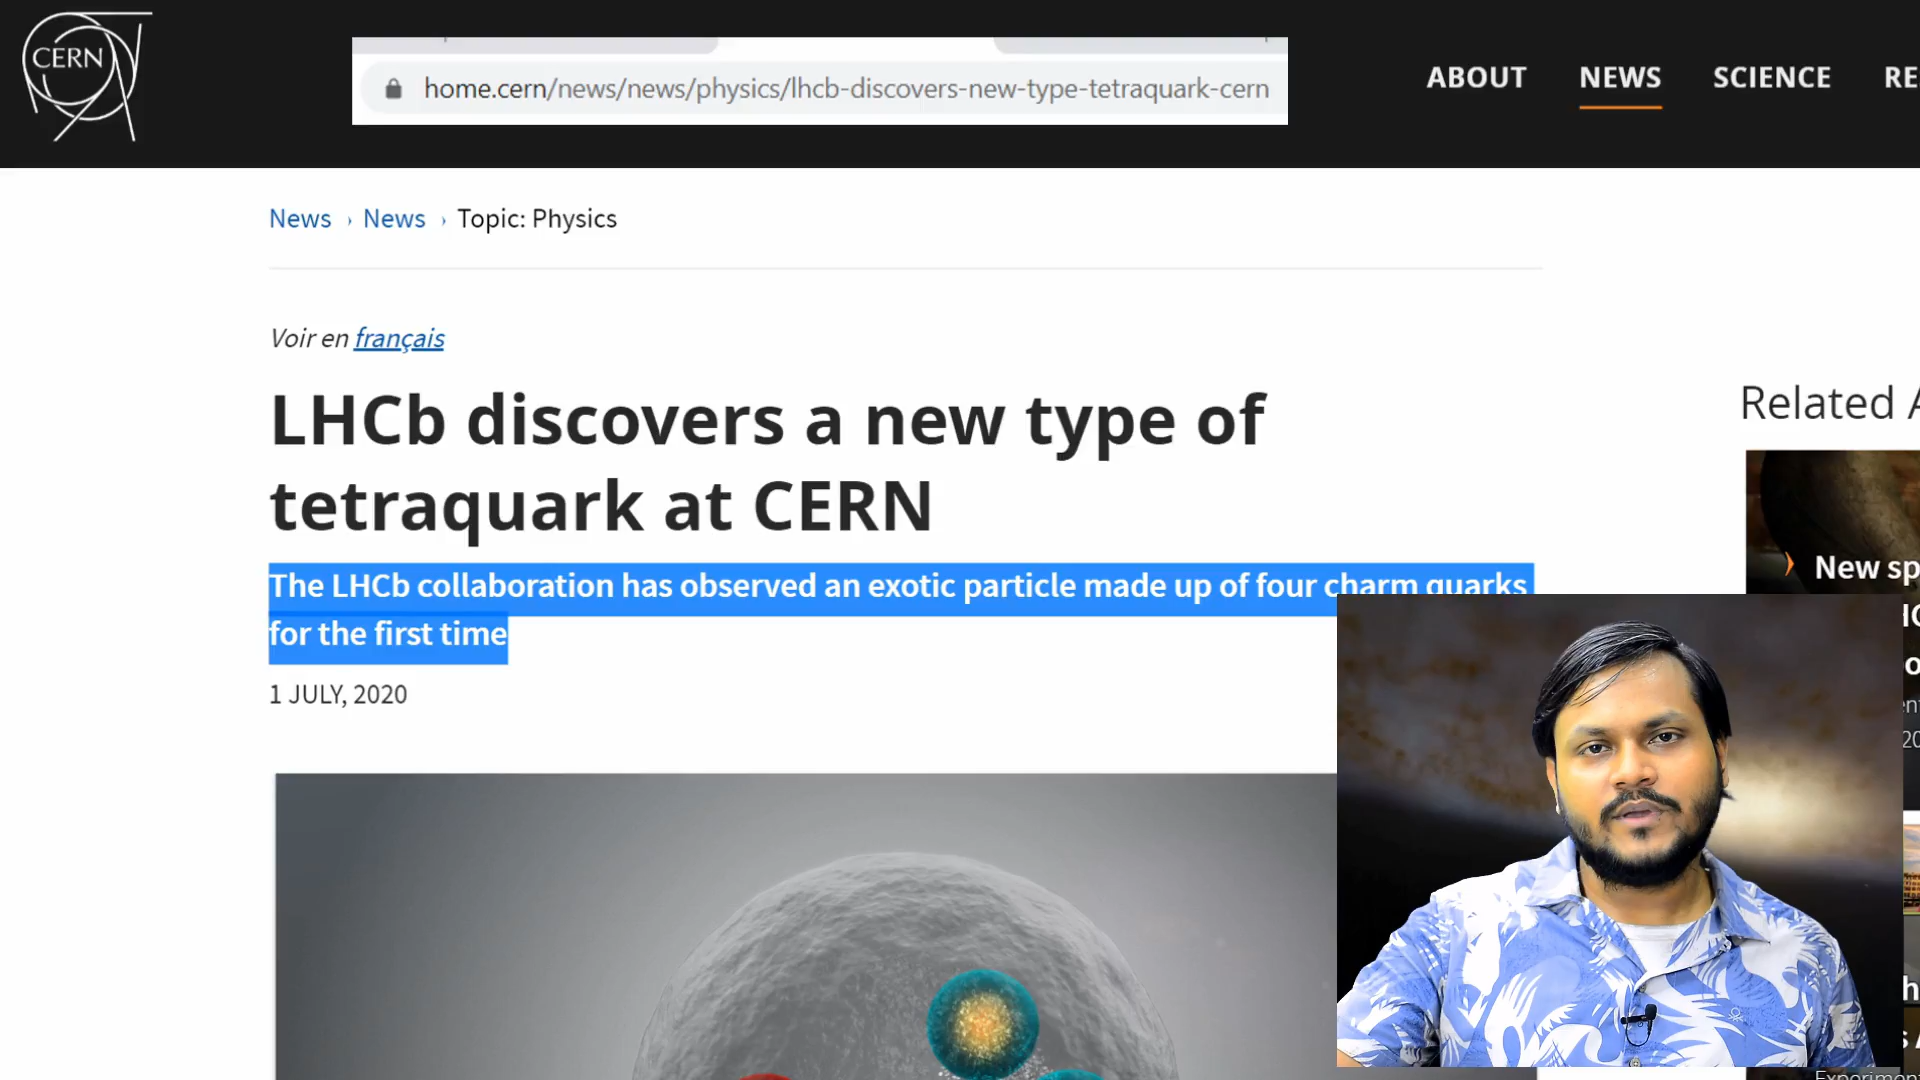 CERN
home.cern/news/news/physics/lhcb-discovers-new-type-tetraquark-cern
ABOUT NEWS SCIENCE
News › News › Topic: Physics
Voir en français
LHCb discovers a new type of
tetraquark at CERN
The LHCb collaboration has observed an exotic particle made up of four charm quarks
for the first time
1 JULY, 2020
Related
New